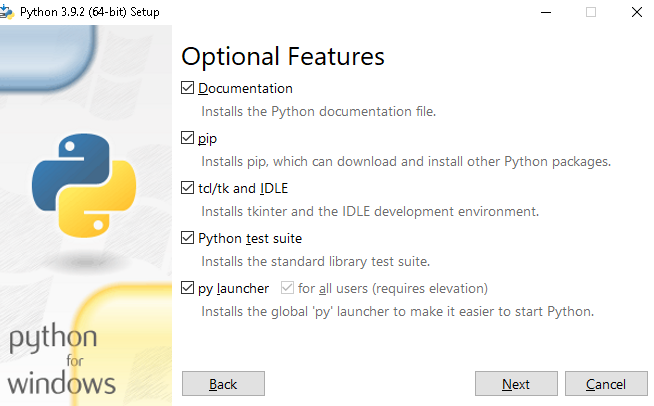 Python 3.9.2 (64-bit) Setup
Optional Features
Documentation
Installs the Python documentation file.
pip
Installs pip, which can download and install other Python packages.
tcl/tk and IDLE
Installs tkinter and the IDLE development environment.
Python test suite
Installs the standard library test suite.
py launcher for all users (requires elevation)
Installs the global 'py' launcher to make it easier to start Python.
python
for
windows
Back Next Cancel